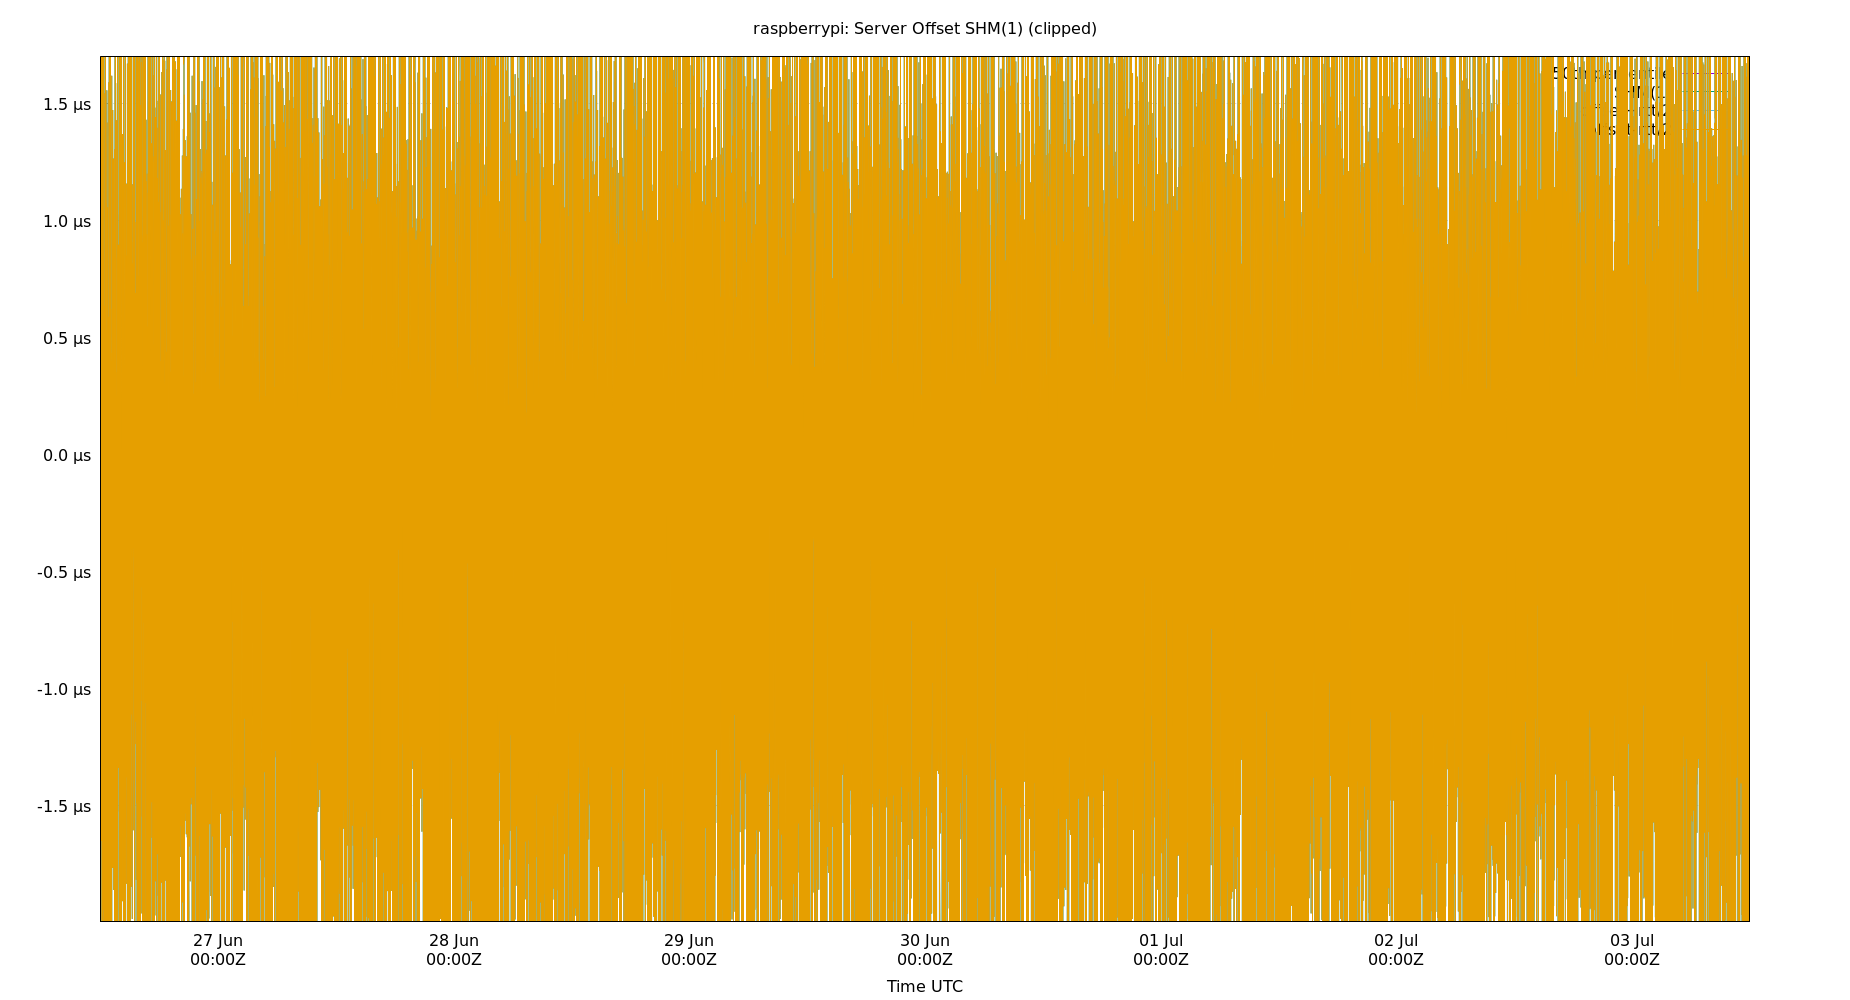 raspberrypi: Server Offset SHM(1) (clipped)
1.5 µs
1.0 µs
0.5 µs
0.0 µs
-0.5 µs
-1.0 µs
-1.5 µs
27 Jun 28 Jun 29 Jun 30 Jun 01 Jul 02 Jul 03 Jul
00:00Z 00:00Z 00:00Z 00:00Z 00:00Z 00:00Z 00:00Z
Time UTC